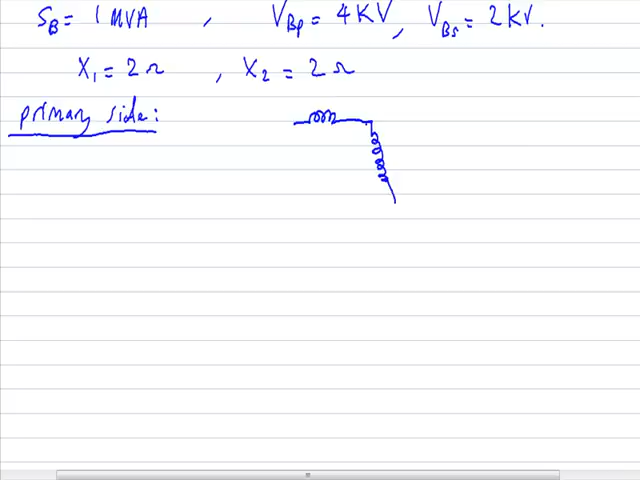 S_B = 1 MVA , V_Bp = 4 KV , V_Bs = 2 KV.
X_1 = 2 Ω , X_2 = 2 Ω
primary side: